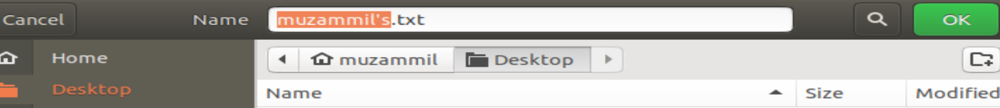 Cancel Name muzammil's.txt OK
Home muzammil Desktop
Desktop
Name Size Modified